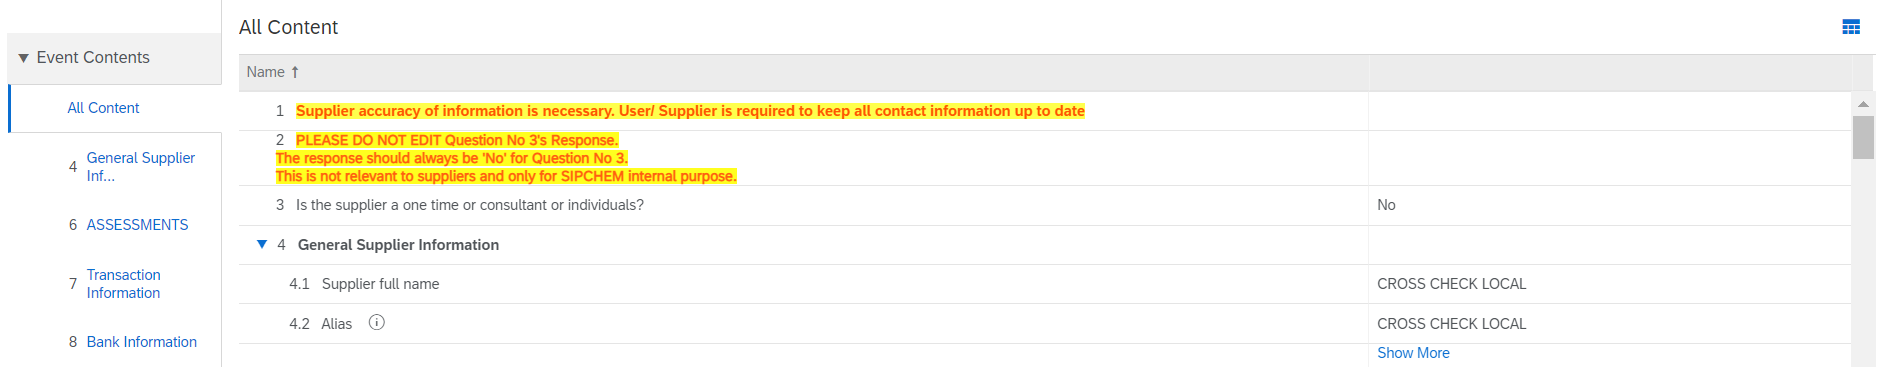 All Content
Event Contents
Name ↑
All Content
1 Supplier accuracy of information is necessary. User/ Supplier is required to keep all contact information up to date
2 PLEASE DO NOT EDIT Question No 3's Response.
The response should always be 'No' for Question No 3.
This is not relevant to suppliers and only for SIPCHEM internal purpose.
4 General Supplier
Inf...
3 Is the supplier a one time or consultant or individuals? No
6 ASSESSMENTS
4 General Supplier Information
7 Transaction
Information
4.1 Supplier full name CROSS CHECK LOCAL
4.2 Alias CROSS CHECK LOCAL
8 Bank Information
Show More